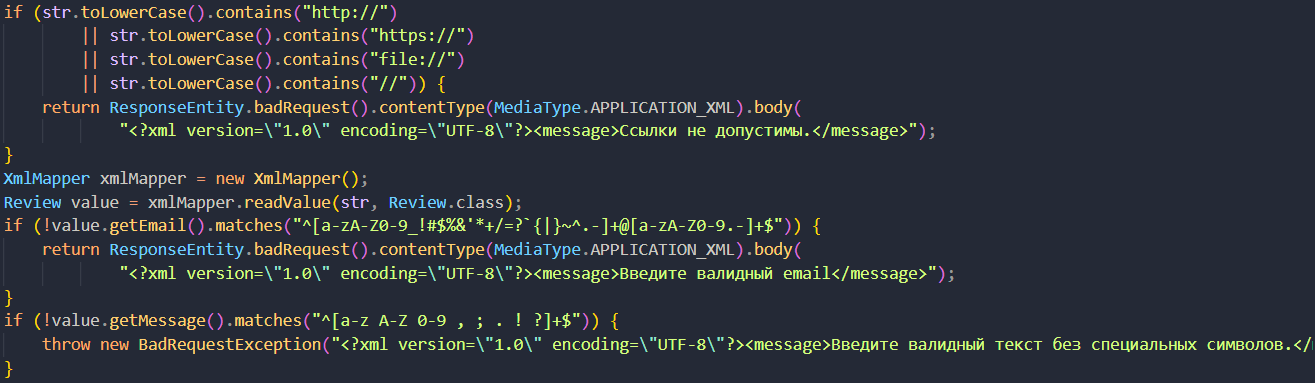 if (str.toLowerCase().contains("http://")
|| str.toLowerCase().contains("https://")
|| str.toLowerCase().contains("file://")
|| str.toLowerCase().contains("//")) {
return ResponseEntity.badRequest().contentType(MediaType.APPLICATION_XML).body(
"<?xml version=\"1.0\" encoding=\"UTF-8\"?><message>Ссылки не допустимы.</message>");
}
XmlMapper xmlMapper = new XmlMapper();
Review value = xmlMapper.readValue(str, Review.class);
if (!value.getEmail().matches("^[a-zA-Z0-9_!#$%&'*+/=?`{|}~^.-]+@[a-zA-Z0-9.-]+$")) {
return ResponseEntity.badRequest().contentType(MediaType.APPLICATION_XML).body(
"<?xml version=\"1.0\" encoding=\"UTF-8\"?><message>Введите валидный email</message>");
}
if (!value.getMessage().matches("^[a-z A-Z 0-9 , ; . ! ?]+$")) {
throw new BadRequestException("<?xml version=\"1.0\" encoding=\"UTF-8\"?><message>Введите валидный текст без специальных символов.</
}